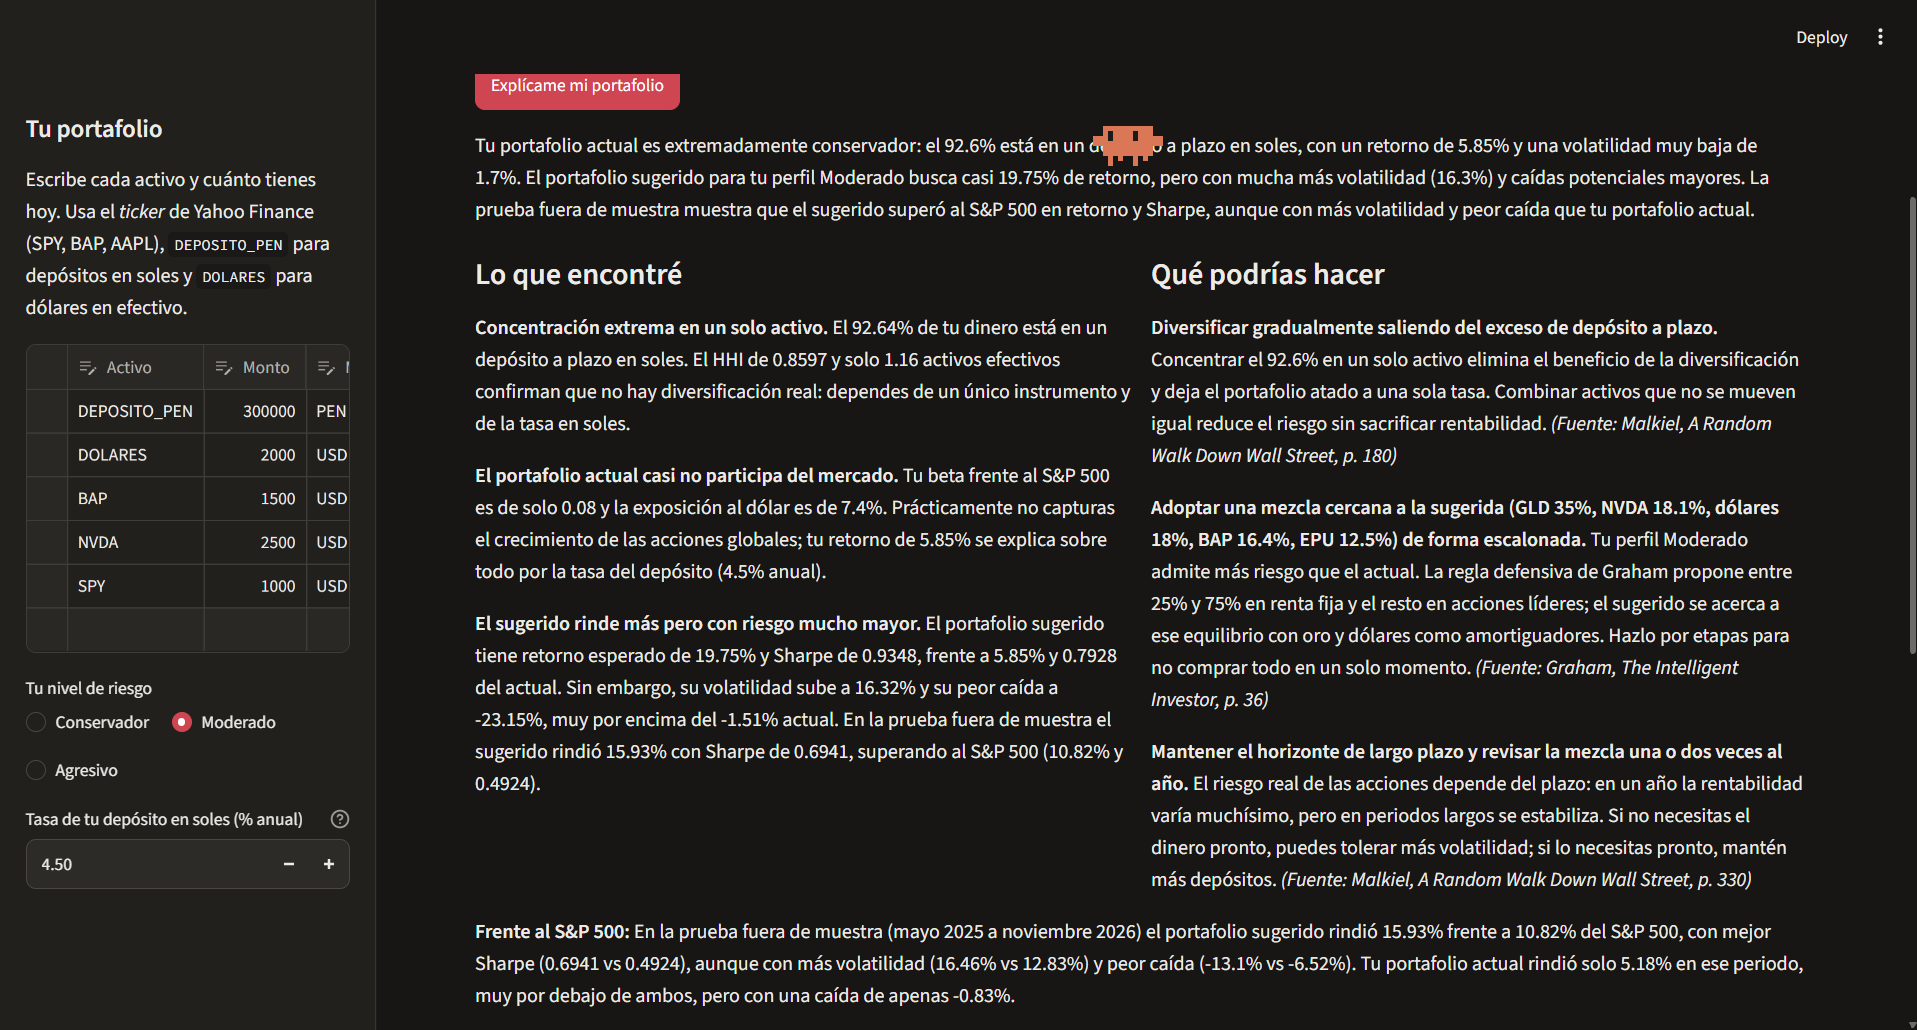 Deploy
Tu portafolio
Escribe cada activo y cuánto tienes
hoy. Usa el ticker de Yahoo Finance
(SPY, BAP, AAPL), DEPOSITO_PEN para
depósitos en soles y DOLARES para
dólares en efectivo.
Activo Monto
DEPOSITO_PEN 300000 PEN
DOLARES 2000 USD
BAP 1500 USD
NVDA 2500 USD
SPY 1000 USD
Tu nivel de riesgo
Conservador Moderado
Agresivo
Tasa de tu depósito en soles (% anual)
4.50
Explícame mi portafolio
Tu portafolio actual es extremadamente conservador: el 92.6% está en un a plazo en soles, con un retorno de 5.85% y una volatilidad muy baja de
1.7%. El portafolio sugerido para tu perfil Moderado busca casi 19.75% de retorno, pero con mucha más volatilidad (16.3%) y caídas potenciales mayores. La
prueba fuera de muestra muestra que el sugerido superó al S&P 500 en retorno y Sharpe, aunque con más volatilidad y peor caída que tu portafolio actual.
Lo que encontré
Concentración extrema en un solo activo. El 92.64% de tu dinero está en un
depósito a plazo en soles. El HHI de 0.8597 y solo 1.16 activos efectivos
confirman que no hay diversificación real: dependes de un único instrumento y
de la tasa en soles.
El portafolio actual casi no participa del mercado. Tu beta frente al S&P 500
es de solo 0.08 y la exposición al dólar es de 7.4%. Prácticamente no capturas
el crecimiento de las acciones globales; tu retorno de 5.85% se explica sobre
todo por la tasa del depósito (4.5% anual).
El sugerido rinde más pero con riesgo mucho mayor. El portafolio sugerido
tiene retorno esperado de 19.75% y Sharpe de 0.9348, frente a 5.85% y 0.7928
del actual. Sin embargo, su volatilidad sube a 16.32% y su peor caída a
-23.15%, muy por encima del -1.51% actual. En la prueba fuera de muestra el
sugerido rindió 15.93% con Sharpe de 0.6941, superando al S&P 500 (10.82% y
0.4924).
Qué podrías hacer
Diversificar gradualmente saliendo del exceso de depósito a plazo.
Concentrar el 92.6% en un solo activo elimina el beneficio de la diversificación
y deja el portafolio atado a una sola tasa. Combinar activos que no se mueven
igual reduce el riesgo sin sacrificar rentabilidad. (Fuente: Malkiel, A Random
Walk Down Wall Street, p. 180)
Adoptar una mezcla cercana a la sugerida (GLD 35%, NVDA 18.1%, dólares
18%, BAP 16.4%, EPU 12.5%) de forma escalonada. Tu perfil Moderado
admite más riesgo que el actual. La regla defensiva de Graham propone entre
25% y 75% en renta fija y el resto en acciones líderes; el sugerido se acerca a
ese equilibrio con oro y dólares como amortiguadores. Hazlo por etapas para
no comprar todo en un solo momento. (Fuente: Graham, The Intelligent
Investor, p. 36)
Mantener el horizonte de largo plazo y revisar la mezcla una o dos veces al
año. El riesgo real de las acciones depende del plazo: en un año la rentabilidad
varía muchísimo, pero en periodos largos se estabiliza. Si no necesitas el
dinero pronto, puedes tolerar más volatilidad; si lo necesitas pronto, mantén
más depósitos. (Fuente: Malkiel, A Random Walk Down Wall Street, p. 330)
Frente al S&P 500: En la prueba fuera de muestra (mayo 2025 a noviembre 2026) el portafolio sugerido rindió 15.93% frente a 10.82% del S&P 500, con mejor
Sharpe (0.6941 vs 0.4924), aunque con más volatilidad (16.46% vs 12.83%) y peor caída (-13.1% vs -6.52%). Tu portafolio actual rindió solo 5.18% en ese periodo,
muy por debajo de ambos, pero con una caída de apenas -0.83%.